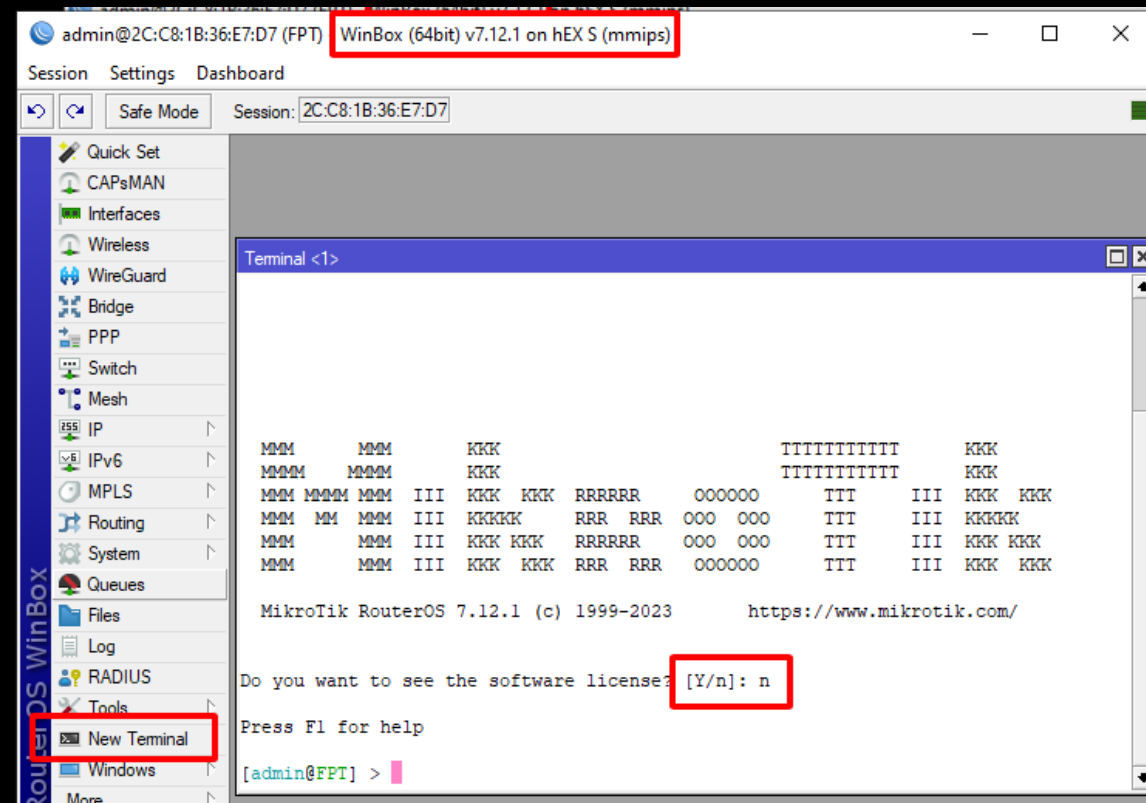 admin@2C:C8:1B:36:E7:D7 (FPT) - WinBox (64bit) v7.12.1 on hEX S (mmips)
Session Settings Dashboard
Safe Mode Session: 2C:C8:1B:36:E7:D7
Quick Set
CAPsMAN
Interfaces
Wireless
WireGuard
Bridge
PPP
Switch
Mesh
IP
IPv6
MPLS
Routing
System
Queues
Files
Log
RADIUS
Tools
New Terminal
Windows
More
RouterOS WinBox
Terminal <1>
MMM      MMM       KKK                          TTTTTTTTTTT      KKK
MMMM    MMMM       KKK                          TTTTTTTTTTT      KKK
MMM MMMM MMM  III  KKK  KKK  RRRRRR     OOOOOO      TTT     III  KKK  KKK
MMM  MM  MMM  III  KKKKK     RRR  RRR  OOO  OOO     TTT     III  KKKKK
MMM      MMM  III  KKK KKK   RRRRRR    OOO  OOO     TTT     III  KKK KKK
MMM      MMM  III  KKK  KKK  RRR  RRR   OOOOOO      TTT     III  KKK  KKK
MikroTik RouterOS 7.12.1 (c) 1999-2023       https://www.mikrotik.com/
Do you want to see the software license? [Y/n]: n
Press F1 for help
[admin@FPT] >